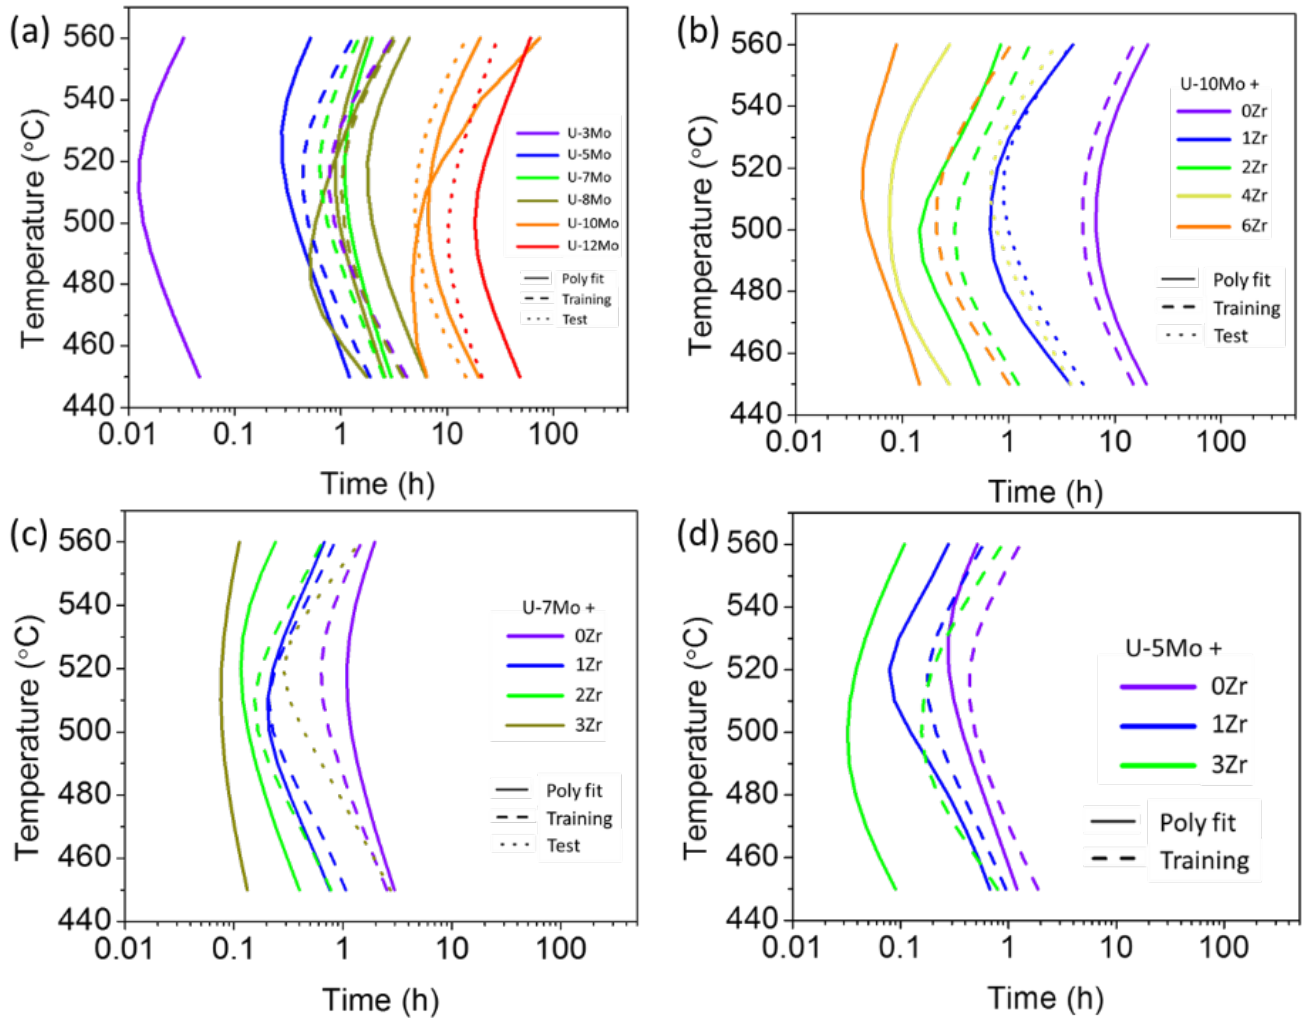 (a)
560
540
520
500
480
460
440
Temperature (°C)
0.01 0.1 1 10 100
Time (h)
U-3Mo
U-5Mo
U-7Mo
U-8Mo
U-10Mo
U-12Mo
Poly fit
Training
Test
(b)
560
540
520
500
480
460
440
Temperature (°C)
0.01 0.1 1 10 100
Time (h)
U-10Mo +
0Zr
1Zr
2Zr
4Zr
6Zr
Poly fit
Training
Test
(c)
560
540
520
500
480
460
440
Temperature (°C)
0.01 0.1 1 10 100
Time (h)
U-7Mo +
0Zr
1Zr
2Zr
3Zr
Poly fit
Training
Test
(d)
560
540
520
500
480
460
440
Temperature (°C)
0.01 0.1 1 10 100
Time (h)
U-5Mo +
0Zr
1Zr
3Zr
Poly fit
Training